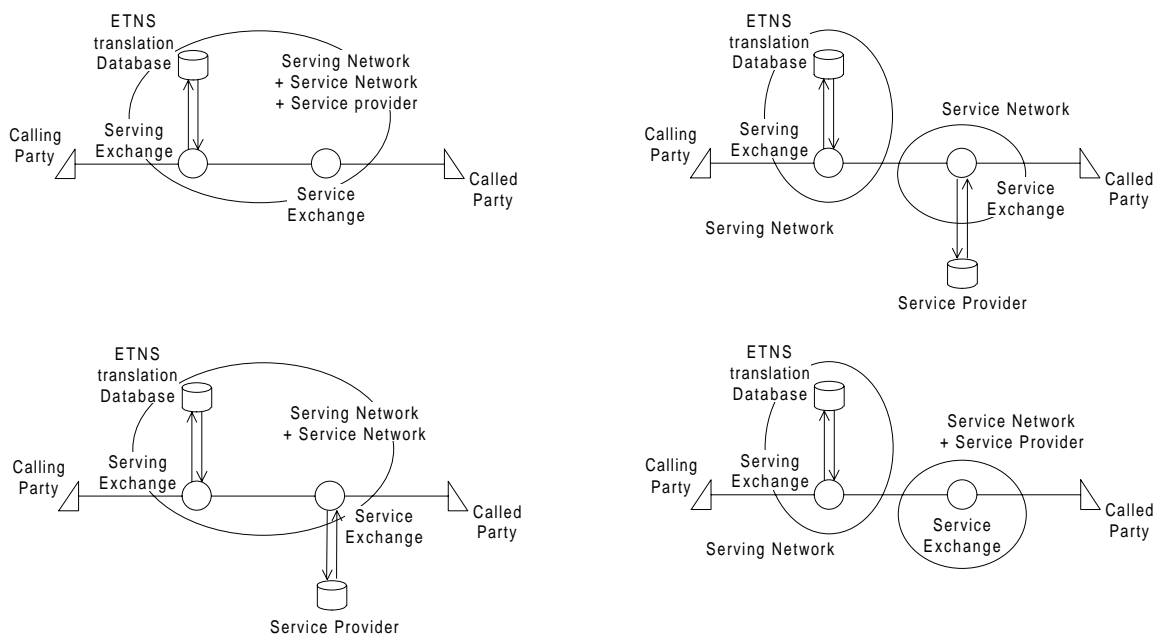 ETNS
translation
Database
Serving Network
+ Service Network
+ Service provider
Calling
Party
Serving
Exchange
Service
Exchange
Called
Party
ETNS
translation
Database
Service Network
Calling
Party
Serving
Exchange
Service
Exchange
Called
Party
Serving Network
Service Provider
ETNS
translation
Database
Serving Network
+ Service Network
Calling
Party
Serving
Exchange
Service
Exchange
Called
Party
Service Provider
ETNS
translation
Database
Service Network
+ Service Provider
Calling
Party
Serving
Exchange
Called
Party
Service
Exchange
Serving Network